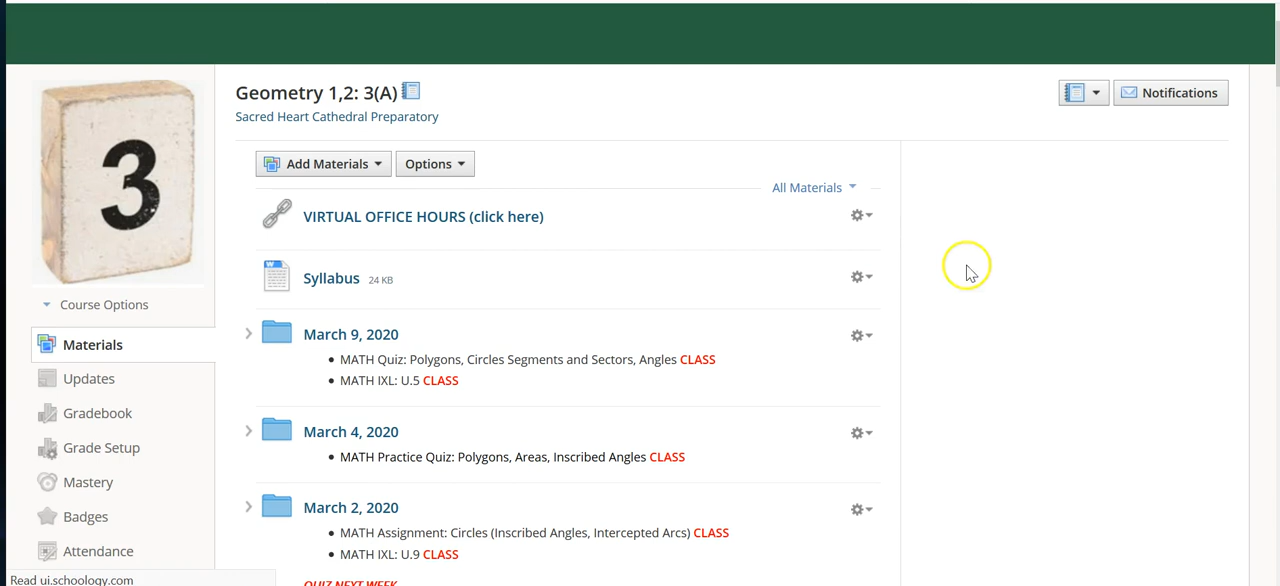 Geometry 1,2: 3(A)
Notifications
Sacred Heart Cathedral Preparatory
3
Add Materials
Options
All Materials
VIRTUAL OFFICE HOURS (click here)
W
Syllabus 24 KB
Course Options
Materials
Updates
Gradebook
Grade Setup
Mastery
Badges
Attendance
March 9, 2020
• MATH Quiz: Polygons, Circles Segments and Sectors, Angles CLASS
• MATH IXL: U.5 CLASS
March 4, 2020
• MATH Practice Quiz: Polygons, Areas, Inscribed Angles CLASS
March 2, 2020
• MATH Assignment: Circles (Inscribed Angles, Intercepted Arcs) CLASS
• MATH IXL: U.9 CLASS
QUIZ NEXT WEEK
Read ui.schoology.com